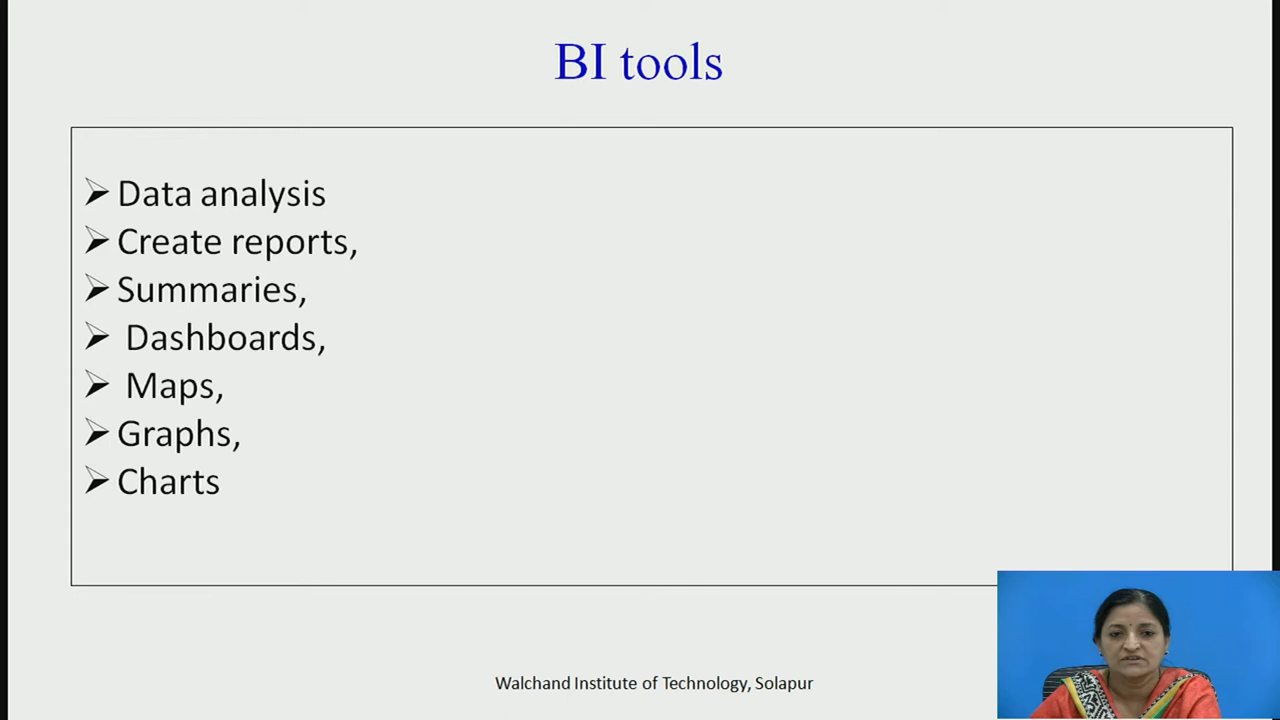 BI tools
Data analysis
Create reports,
Summaries,
Dashboards,
Maps,
Graphs,
Charts
Walchand Institute of Technology, Solapur